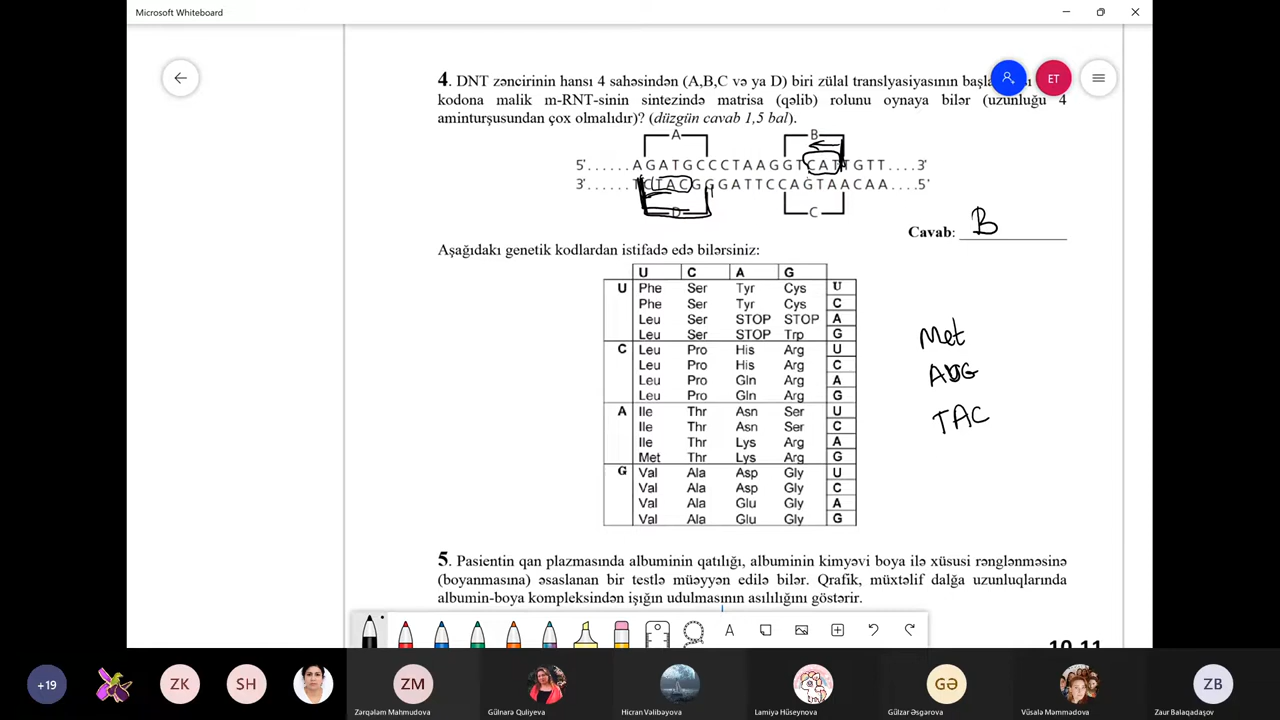 Microsoft Whiteboard
ET
4. DNT zəncirinin hansı 4 sahəsindən (A,B,C və ya D) biri zülal translyasiyasının başla
kodona malik m-RNT-sinin sintezində matrisa (qəlib) rolunu oynaya bilər (uzunluğu 4
aminturşusundan çox olmalıdır)? (düzgün cavab 1,5 bal).
A B
5'. . . . . . A G A T G C C C T A A G G T C A T T G T T . . . . 3'
3'. . . . . . T C T A C G G G A T T C C A G T A A C A A . . . . 5'
D C
Cavab: B
Aşağıdakı genetik kodlardan istifadə edə bilərsiniz:
U C A G
U Phe Ser Tyr Cys U
Phe Ser Tyr Cys C
Leu Ser STOP STOP A
Leu Ser STOP Trp G
C Leu Pro His Arg U
Leu Pro His Arg C
Leu Pro Gln Arg A
Leu Pro Gln Arg G
A Ile Thr Asn Ser U
Ile Thr Asn Ser C
Ile Thr Lys Arg A
Met Thr Lys Arg G
G Val Ala Asp Gly U
Val Ala Asp Gly C
Val Ala Glu Gly A
Val Ala Glu Gly G
Met
AUG
TAC
5. Pasientin qan plazmasında albuminin qatılığı, albuminin kimyəvi boya ilə xüsusi rənglənməsinə
(boyanmasına) əsaslanan bir testlə müəyyən edilə bilər. Qrafik, müxtəlif dalğa uzunluqlarında
albumin-boya kompleksindən işığın udulmasının asılılığını göstərir.
A
10-11
+19 ZK SH ZM GƏ ZB
Zərqələm Mahmudova Gülnarə Quliyeva Hicran Vəlibəyova Lamiyə Hüseynova Gülzar Əsgərova Vüsalə Məmmədova Zaur Balaqadaşov